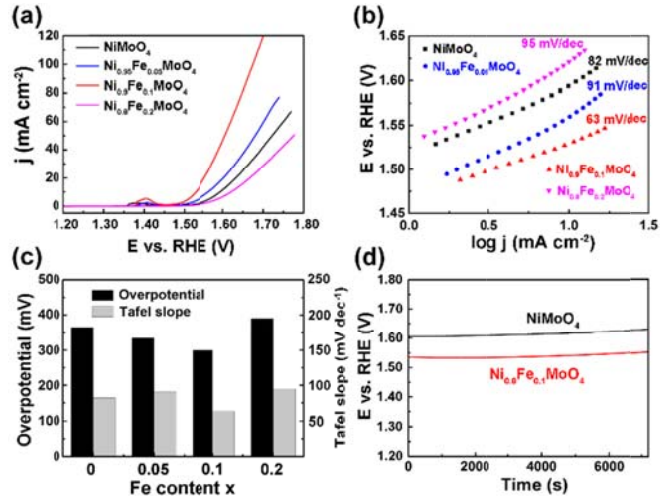 (a)
120
100
80
60
40
20
0
j (mA cm-2)
NiMoO4
Ni0.95Fe0.05MoO4
Ni0.9Fe0.1MoO4
Ni0.8Fe0.2MoO4
1.20 1.30 1.40 1.50 1.60 1.70 1.80
E vs. RHE (V)
(b)
1.65
1.60
1.55
1.50
1.45
E vs. RHE (V)
95 mV/dec
NiMoO4
Ni0.95Fe0.01MoO4
82 mV/dec
91 mV/dec
63 mV/dec
Ni0.9Fe0.1MoO4
Ni0.8Fe0.2MoO4
0.0 0.5 1.0 1.5
log j (mA cm-2)
(c)
500
400
300
200
100
0
Overpotential (mV)
Overpotential
Tafel slope
250
200
150
100
50
0
Tafel slope (mV dec-1)
0 0.05 0.1 0.2
Fe content x
(d)
1.80
1.70
1.60
1.50
1.40
1.30
1.20
E vs. RHE (V)
NiMoO4
Ni0.9Fe0.1MoO4
0 2000 4000 6000
Time (s)